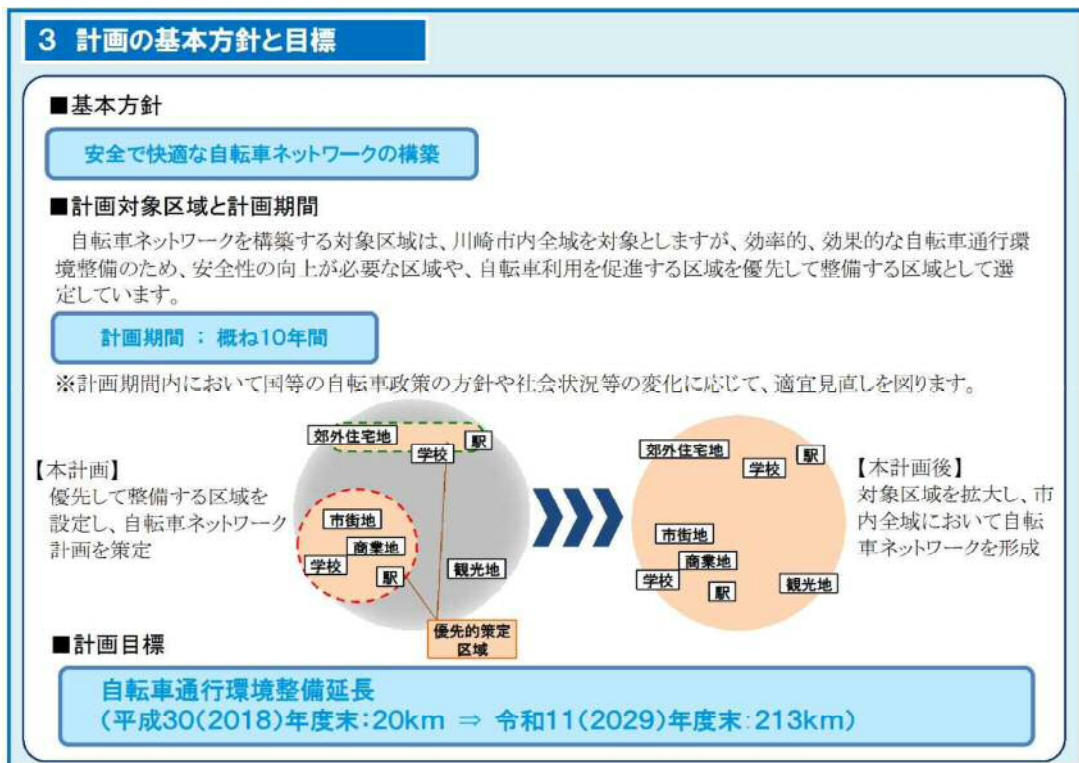 3 計画の基本方針と目標
■基本方針
安全で快適な自転車ネットワークの構築
■計画対象区域と計画期間
自転車ネットワークを構築する対象区域は、川崎市内全域を対象としますが、効率的、効果的な自転車通行環
境整備のため、安全性の向上が必要な区域や、自転車利用を促進する区域を優先して整備する区域として選
定しています。
計画期間 : 概ね10年間
※計画期間内において国等の自転車政策の方針や社会状況等の変化に応じて、適宜見直しを図ります。
【本計画】
優先して整備する区域を
設定し、自転車ネットワーク
計画を策定
郊外住宅地
学校
駅
市街地
商業地
学校
駅
観光地
優先的策定
区域
郊外住宅地
学校
駅
市街地
商業地
学校
駅
観光地
【本計画後】
対象区域を拡大し、市
内全域において自転
車ネットワークを形成
■計画目標
自転車通行環境整備延長
(平成30(2018)年度末:20km ⇒ 令和11(2029)年度末:213km)